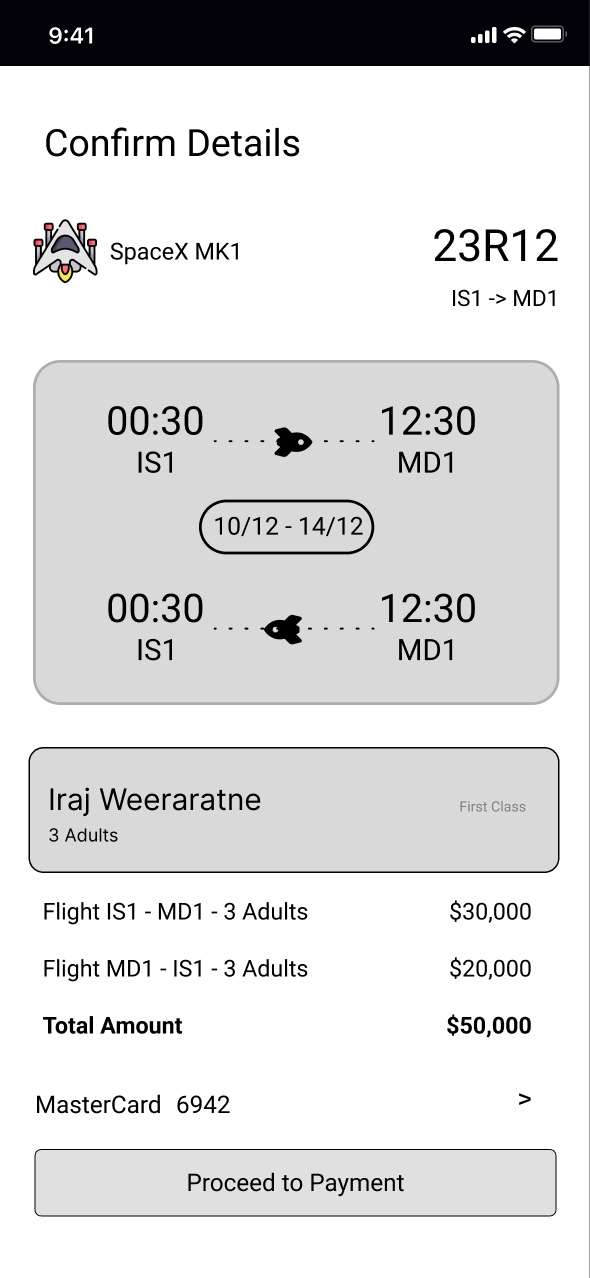 9:41
Confirm Details
SpaceX MK1
23R12
IS1 -> MD1
00:30 12:30
IS1 MD1
10/12 - 14/12
00:30 12:30
IS1 MD1
Iraj Weeraratne
First Class
3 Adults
Flight IS1 - MD1 - 3 Adults $30,000
Flight MD1 - IS1 - 3 Adults $20,000
Total Amount $50,000
MasterCard 6942 >
Proceed to Payment